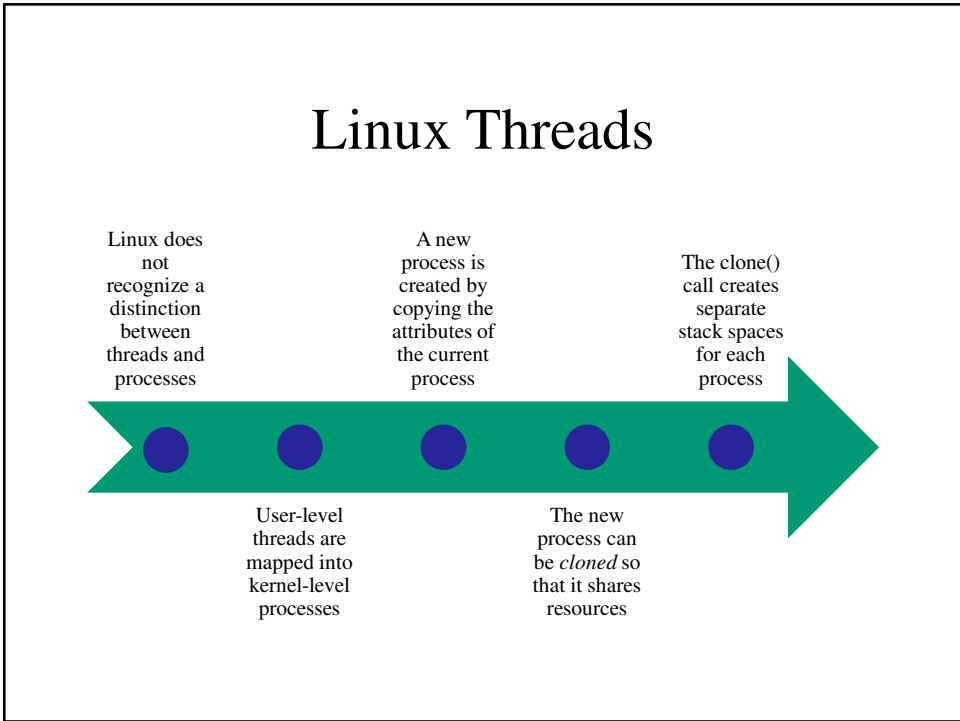 Linux Threads
Linux does
not
recognize a
distinction
between
threads and
processes
User-level
threads are
mapped into
kernel-level
processes
A new
process is
created by
copying the
attributes of
the current
process
The new
process can
be cloned so
that it shares
resources
The clone()
call creates
separate
stack spaces
for each
process